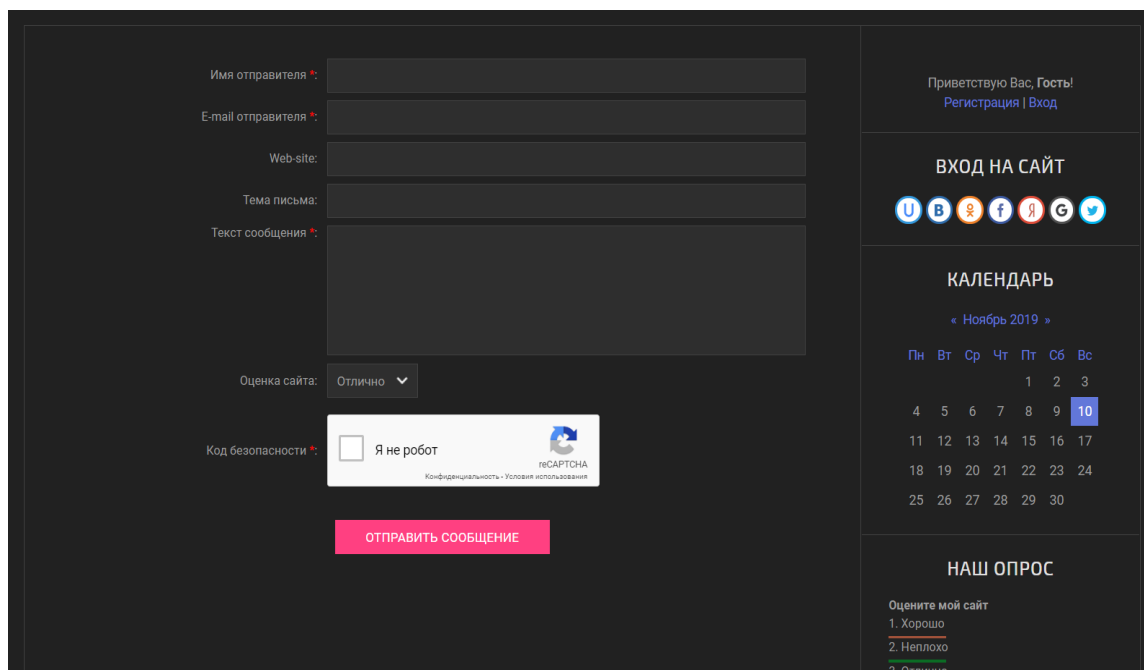 Имя отправителя *:
E-mail отправителя *:
Web-site:
Тема письма:
Текст сообщения *:
Оценка сайта: Отлично
Код безопасности *:
Я не робот
reCAPTCHA
Конфиденциальность - Условия использования
ОТПРАВИТЬ СООБЩЕНИЕ
Приветствую Вас, Гость!
Регистрация | Вход
ВХОД НА САЙТ
КАЛЕНДАРЬ
« Ноябрь 2019 »
Пн Вт Ср Чт Пт Сб Вс
1 2 3
4 5 6 7 8 9 10
11 12 13 14 15 16 17
18 19 20 21 22 23 24
25 26 27 28 29 30
НАШ ОПРОС
Оцените мой сайт
1. Хорошо
2. Неплохо